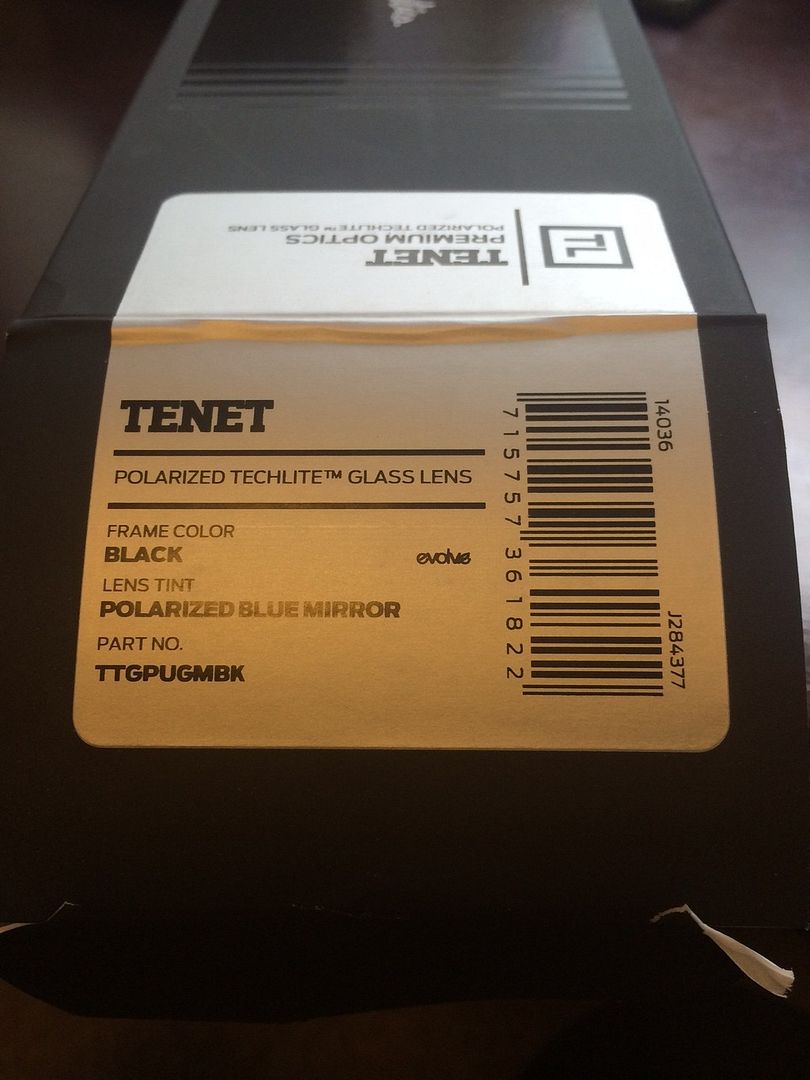 TL
TENET
PREMIUM OPTICS
POLARIZED TECHLITE™ GLASS LENS
TENET
POLARIZED TECHLITE™ GLASS LENS
FRAME COLOR
BLACK
evolve
LENS TINT
POLARIZED BLUE MIRROR
PART NO.
TTGPUGMBK
14036
7 15757 36182 2
J284377